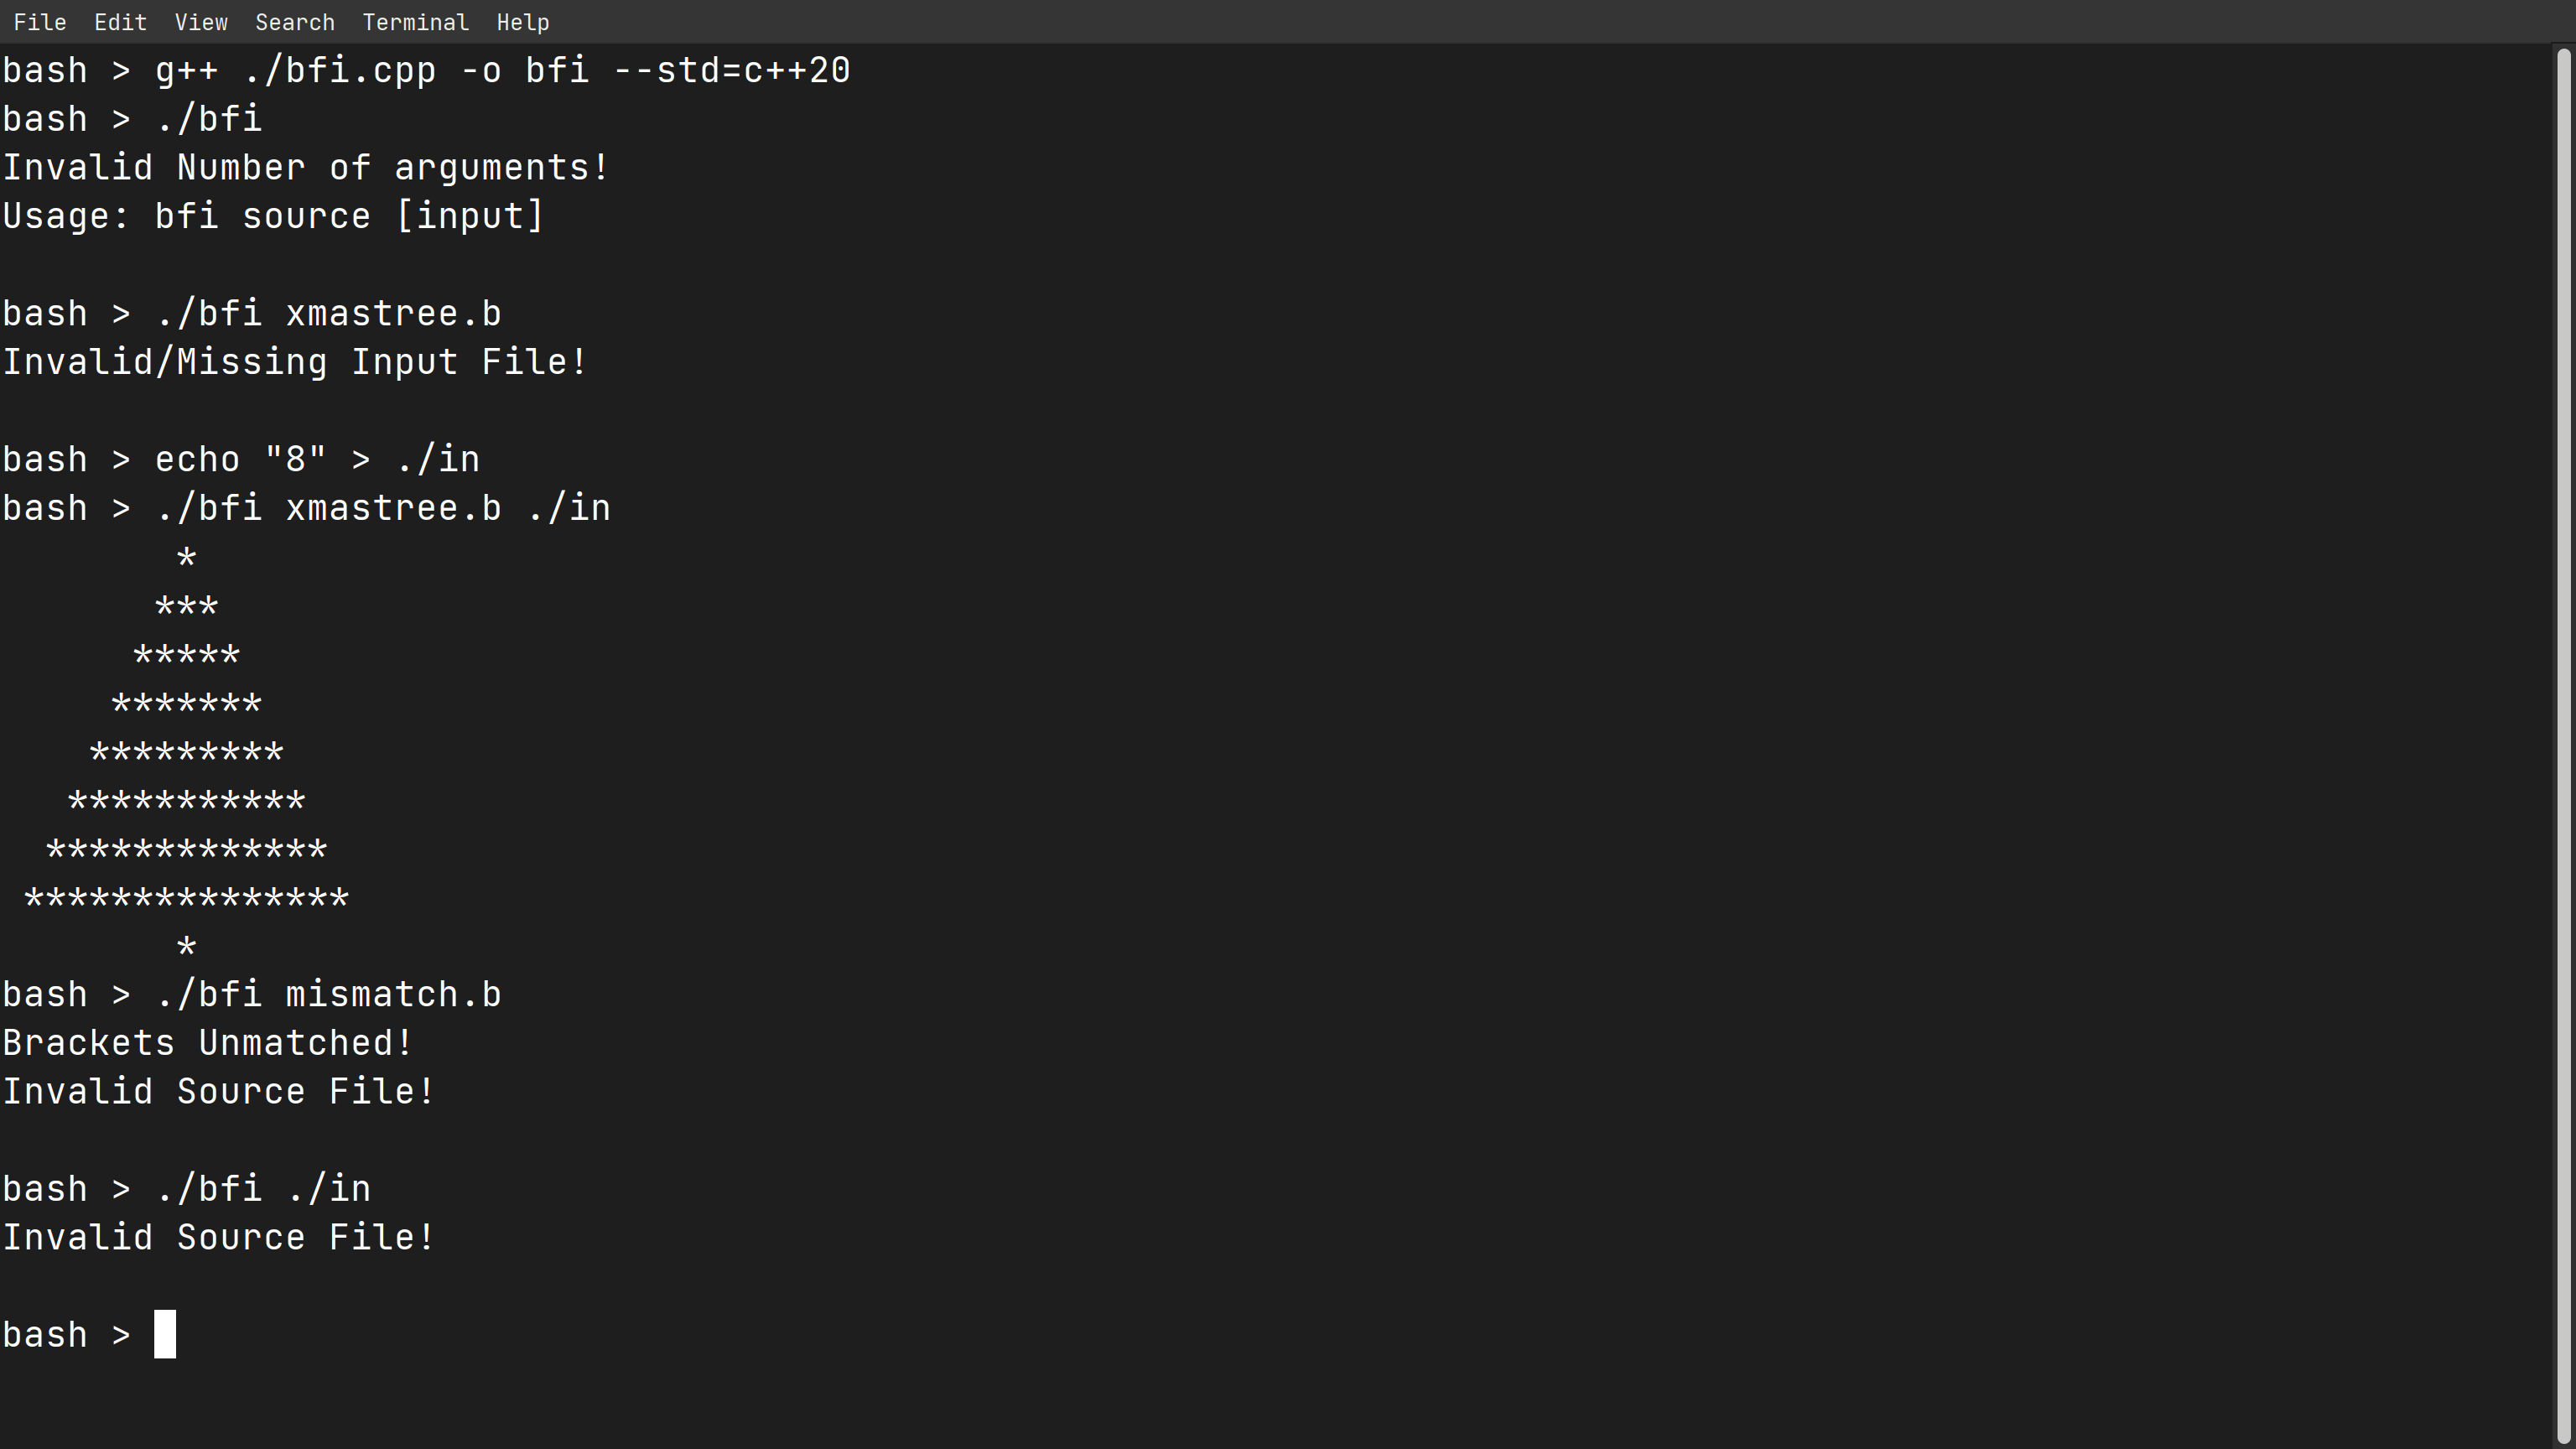 File Edit View Search Terminal Help
bash > g++ ./bfi.cpp -o bfi --std=c++20
bash > ./bfi
Invalid Number of arguments!
Usage: bfi source [input]

bash > ./bfi xmastree.b
Invalid/Missing Input File!

bash > echo "8" > ./in
bash > ./bfi xmastree.b ./in
        *
       ***
      *****
     *******
    *********
   ***********
  *************
 ***************
        *
bash > ./bfi mismatch.b
Brackets Unmatched!
Invalid Source File!

bash > ./bfi ./in
Invalid Source File!

bash >